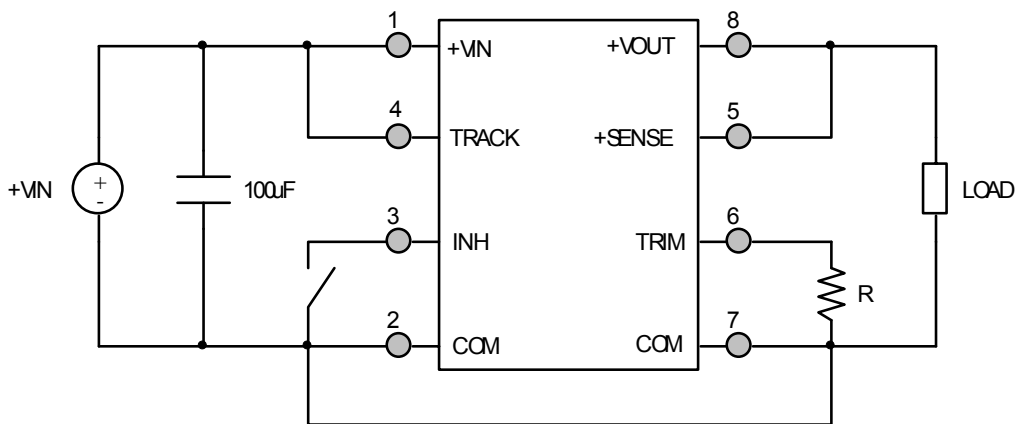 1
8
+VIN
+VOUT
4
5
TRACK
+SENSE
+VIN
+
-
100uF
LOAD
3
6
INH
TRIM
R
2
7
COM
COM